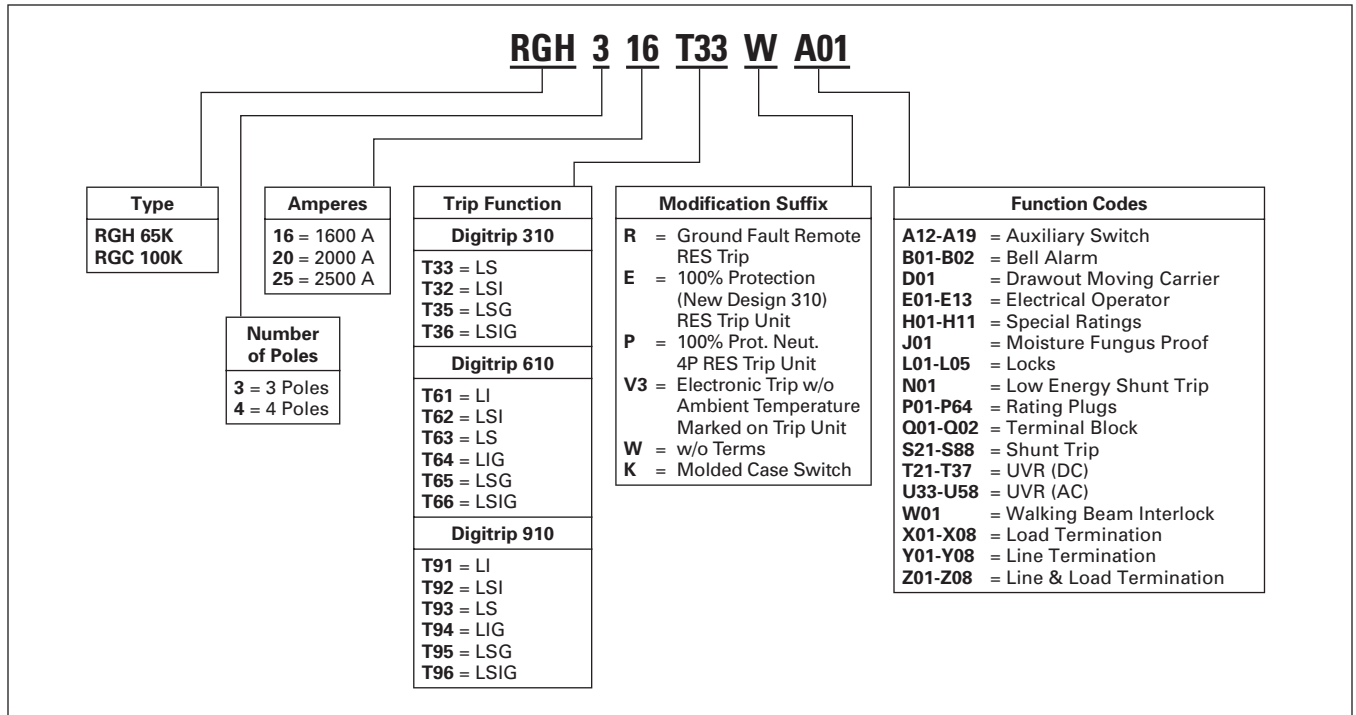 RGH 3 16 T33 W A01
Type
RGH 65K
RGC 100K
Number
of Poles
3 = 3 Poles
4 = 4 Poles
Amperes
16 = 1600 A
20 = 2000 A
25 = 2500 A
Trip Function
Digitrip 310
T33 = LS
T32 = LSI
T35 = LSG
T36 = LSIG
Digitrip 610
T61 = LI
T62 = LSI
T63 = LS
T64 = LIG
T65 = LSG
T66 = LSIG
Digitrip 910
T91 = LI
T92 = LSI
T93 = LS
T94 = LIG
T95 = LSG
T96 = LSIG
Modification Suffix
R = Ground Fault Remote
RES Trip
E = 100% Protection
(New Design 310)
RES Trip Unit
P = 100% Prot. Neut.
4P RES Trip Unit
V3 = Electronic Trip w/o
Ambient Temperature
Marked on Trip Unit
W = w/o Terms
K = Molded Case Switch
Function Codes
A12-A19 = Auxiliary Switch
B01-B02 = Bell Alarm
D01 = Drawout Moving Carrier
E01-E13 = Electrical Operator
H01-H11 = Special Ratings
J01 = Moisture Fungus Proof
L01-L05 = Locks
N01 = Low Energy Shunt Trip
P01-P64 = Rating Plugs
Q01-Q02 = Terminal Block
S21-S88 = Shunt Trip
T21-T37 = UVR (DC)
U33-U58 = UVR (AC)
W01 = Walking Beam Interlock
X01-X08 = Load Termination
Y01-Y08 = Line Termination
Z01-Z08 = Line & Load Termination